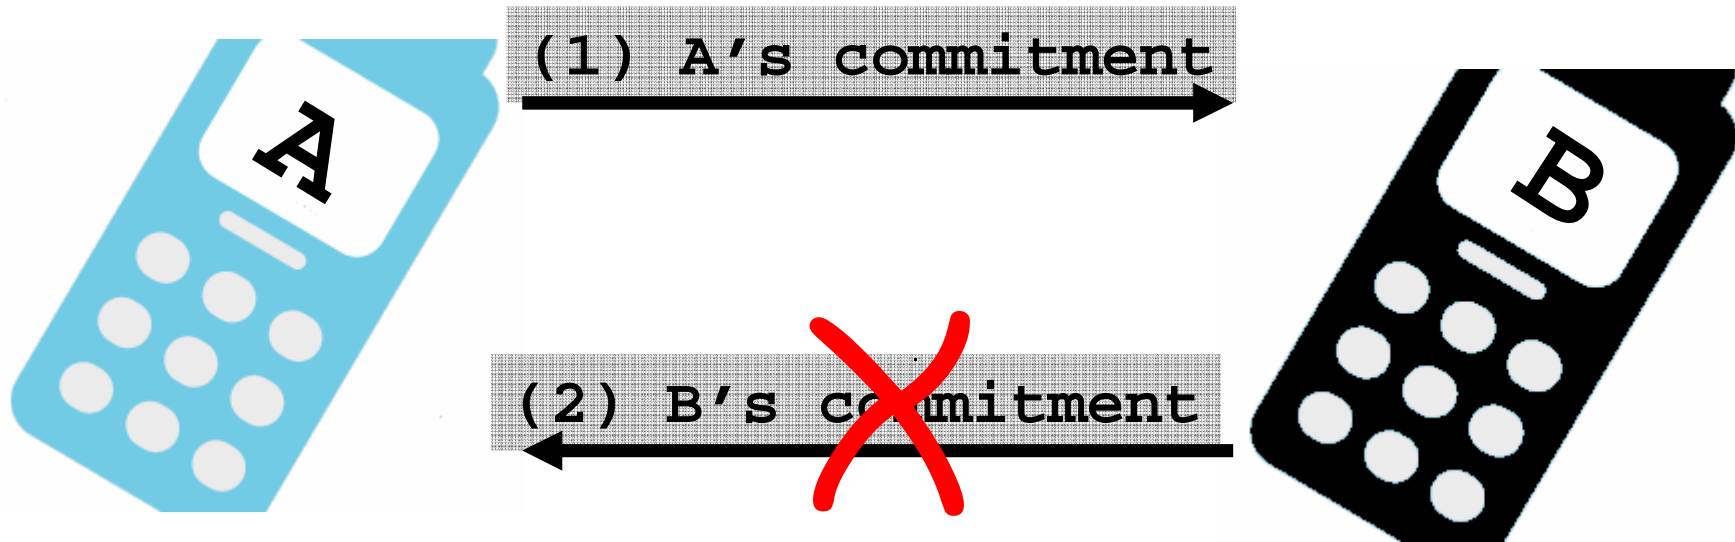 (1) A’s commitment
A
B
(2) B’s commitment